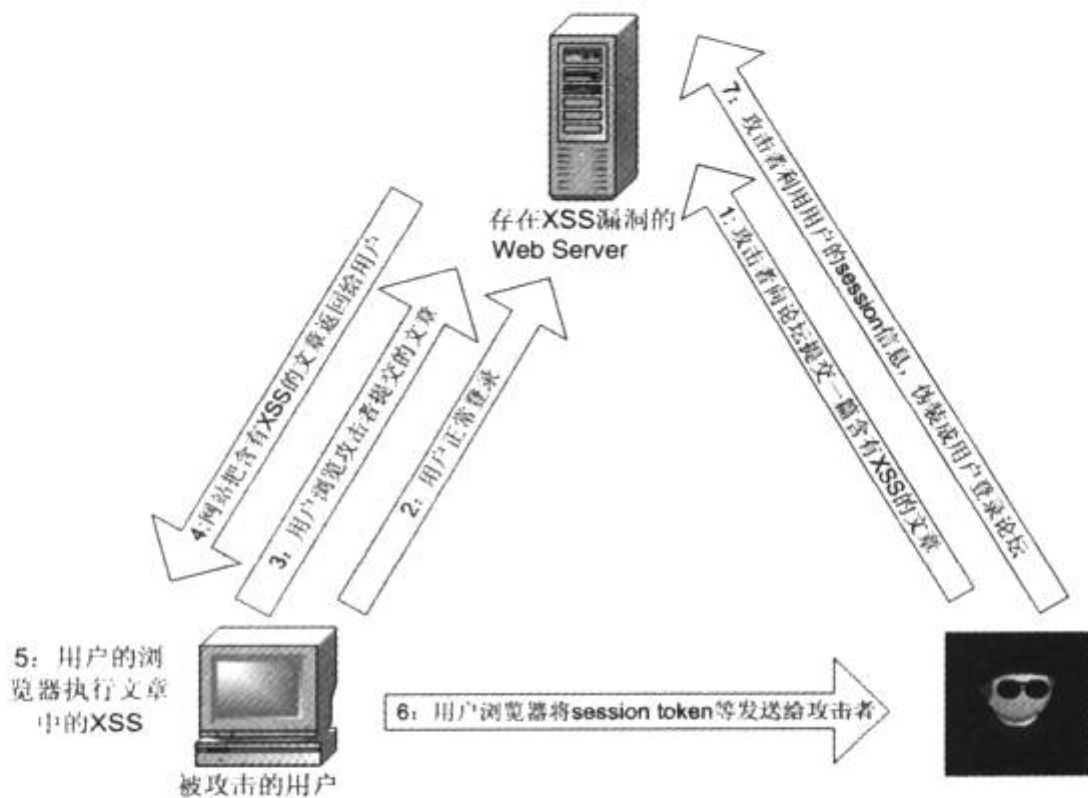 存在XSS漏洞的
Web Server
7：攻击者利用用户的session信息，伪装成用户登录论坛
1：攻击者向论坛提交一篇含有XSS的文章
4:网站把含有XSS的文章返回给用户
3：用户浏览攻击者提交的文章
2：用户正常登录
5：用户的浏
览器执行文章
中的XSS
6：用户浏览器将session token等发送给攻击者
被攻击的用户